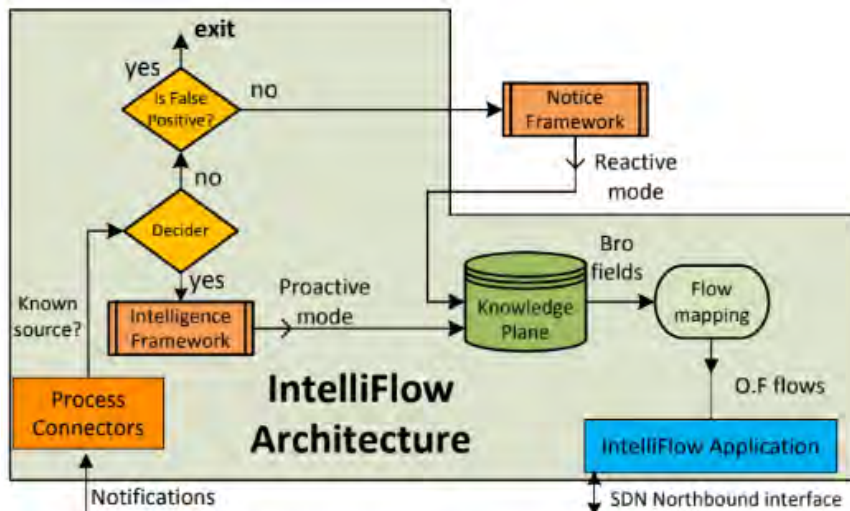 exit
yes
Is False
Positive?
no
Notice
Framework
Reactive
mode
no
Decider
yes
Known
source?
Intelligence
Framework
Proactive
mode
Knowledge
Plane
Bro
fields
Flow
mapping
O.F flows
Process
Connectors
IntelliFlow
Architecture
IntelliFlow Application
Notifications
SDN Northbound interface